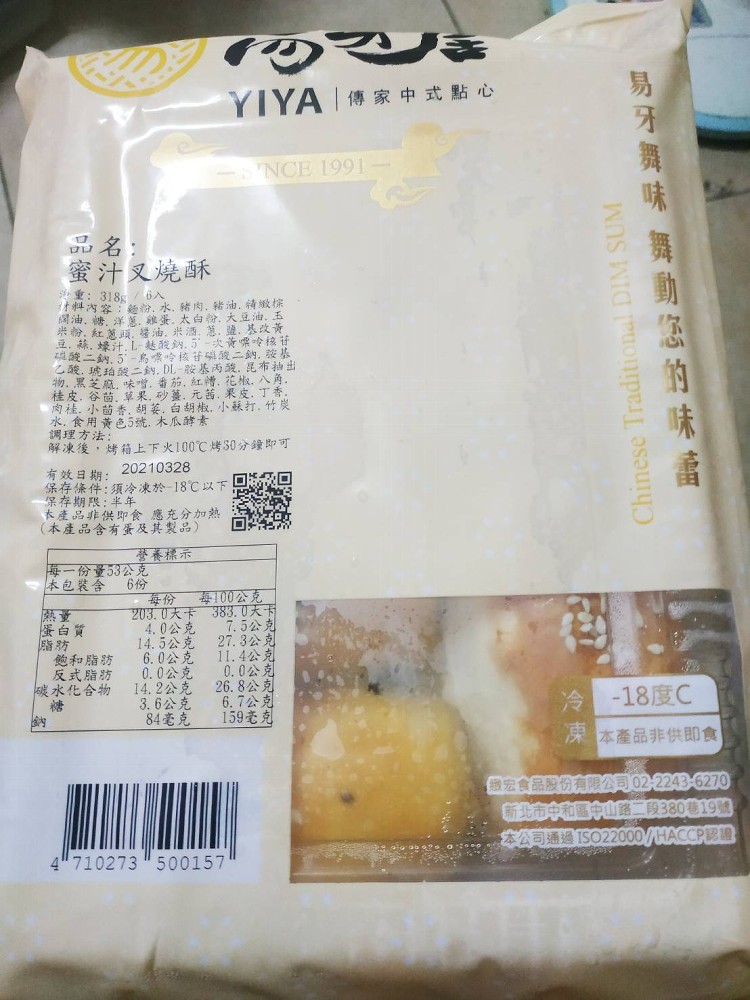 易牙居
YIYA | 傳家中式點心
SINCE 1991
易牙舞味 舞動您的味蕾
Chinese Traditional DIM SUM
品名:
蜜汁叉燒酥
重: 318g / 6入
材料內容: 麵粉.水.豬肉.豬油.精緻棕
櫚油.糖.洋蔥.雞蛋.太白粉.大豆油.玉
米粉.紅蔥頭.醬油.米酒.蔥.鹽.基改黃
豆.蒜.蠔汁.L-麩酸鈉.5'-次黃嘌呤核苷
磷酸二鈉.5'-鳥嘌呤核苷磷酸二鈉.胺基
乙酸.琥珀酸二鈉.DL-胺基丙酸.昆布抽出
物.黑芝麻.味噌.番茄.紅糟.花椒.八角.
桂皮.谷茴.草果.砂薑.元茜.果皮.丁香.
肉桂.小茴香.胡荽.白胡椒.小蘇打.竹炭
水.食用黃色5號.木瓜酵素
調理方法:
解凍後，烤箱上下火100℃烤30分鐘即可
有效日期: 20210328
保存條件:須冷凍於-18℃以下
保存期限:半年
本產品非供即食 應充分加熱
(本產品含有蛋及其製品)
營養標示
每一份量53公克
本包裝含 6份
每份 每100公克
熱量 203.0大卡 383.0大卡
蛋白質 4.0公克 7.5公克
脂肪 14.5公克 27.3公克
飽和脂肪 6.0公克 11.4公克
反式脂肪 0.0公克 0.0公克
碳水化合物 14.2公克 26.8公克
糖 3.6公克 6.7公克
鈉 84毫克 159毫克
冷凍 -18度C
本產品非供即食
緻宏食品股份有限公司 02-2243-6270
新北市中和區中山路二段380巷19號
本公司通過 ISO22000 / HACCP認證
4 710273 500157